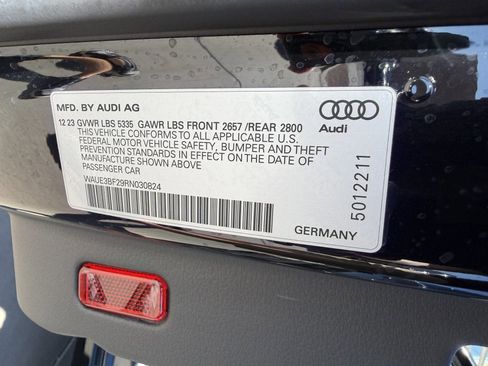 MFD. BY AUDI AG
12 23 GVWR LBS 5335 GAWR LBS FRONT 2657 /REAR 2800
THIS VEHICLE CONFORMS TO ALL APPLICABLE U.S.
FEDERAL MOTOR VEHICLE SAFETY, BUMPER AND THEFT
PREVENTION STANDARDS IN EFFECT ON THE DATE OF
MANUFACTURE SHOWN ABOVE
PASSENGER CAR
WAUE3BF29RN030824
Audi
5012211
GERMANY